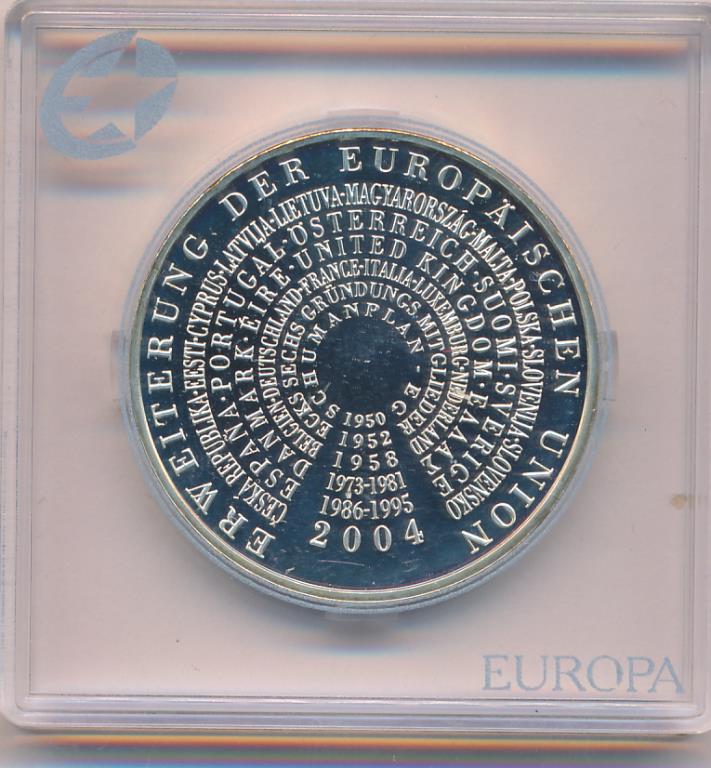 ERWEITERUNG DER EUROPÄISCHEN UNION
ČESKÁ REPUBLIKA·EESTI·CYPRUS·LATVIJA·LIETUVA·MAGYARORSZÁG·MALTA·POLSKA·SLOVENIJA·SLOVENSKO
ESPAÑA·PORTUGAL·ÖSTERREICH·SUOMI·SVERIGE
DANMARK·ÉIRE·UNITED KINGDOM·ΕΛΛΑΣ
BELGIEN·DEUTSCHLAND·FRANCE·ITALIA·LUXEMBURG·NEDERLAND
ECKS SECHS GRÜNDUNGSMITGLIEDER
SCHUMANPLAN - EG
1950
1952
1958
1973-1981
1986-1995
2004
EUROPA